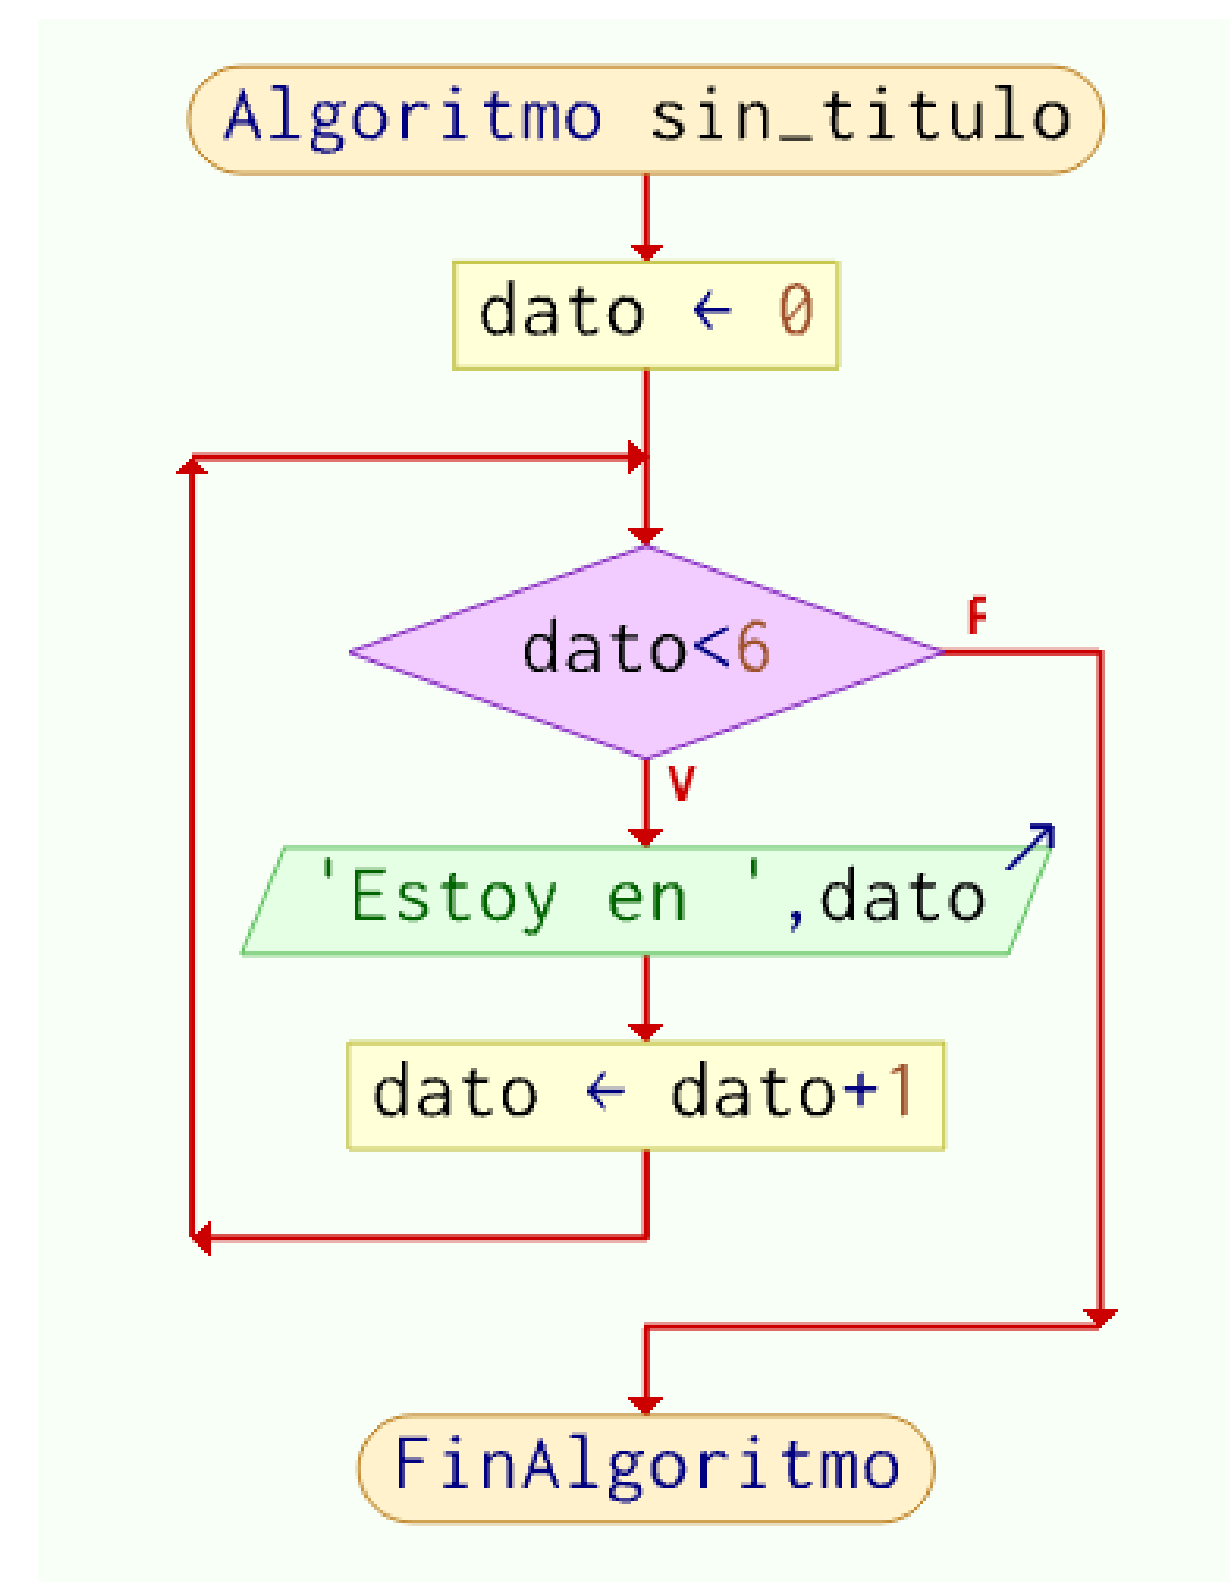 Algoritmo sin_titulo
dato ← 0
dato<6
F
V
'Estoy en ',dato
dato ← dato+1
FinAlgoritmo